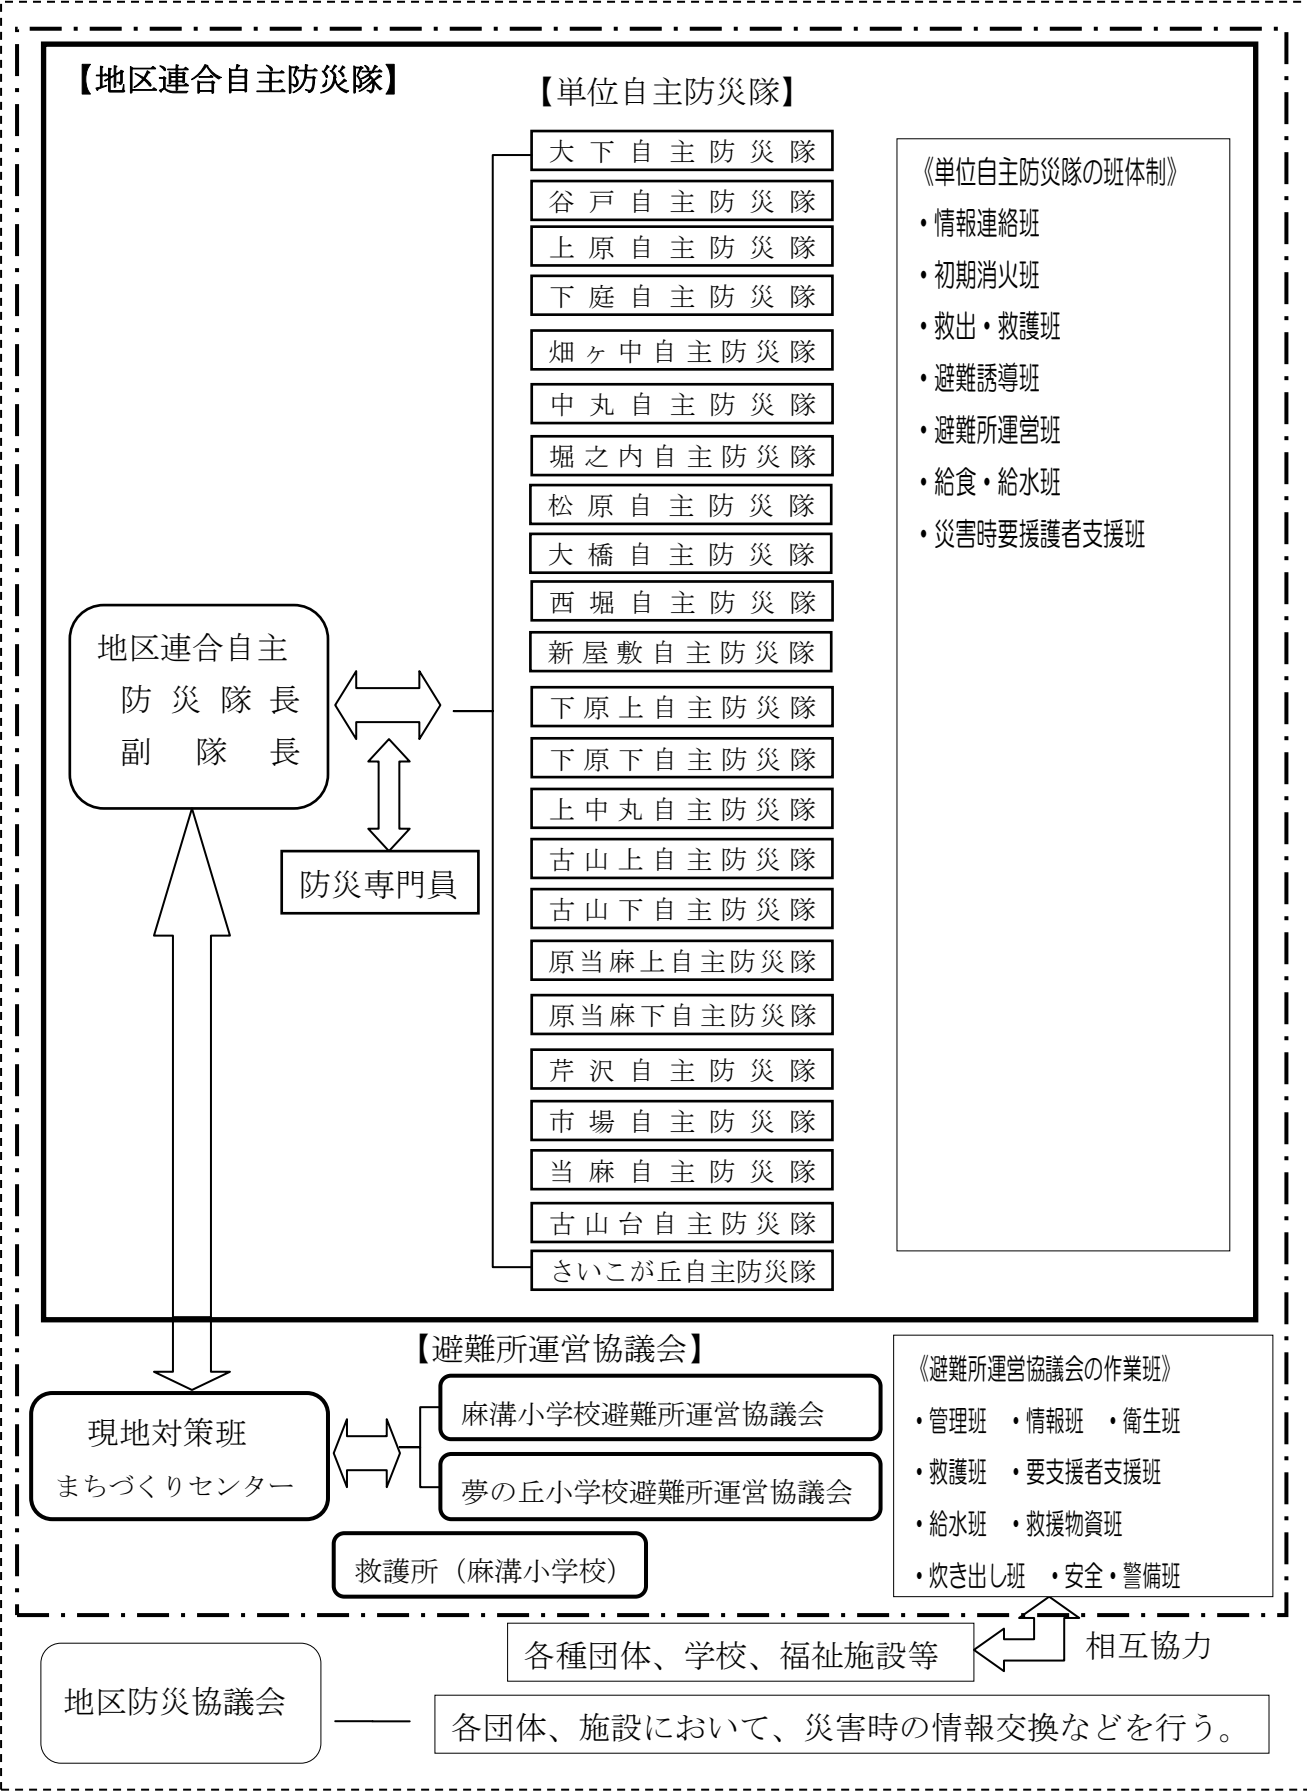 【地区連合自主防災隊】
【単位自主防災隊】
大下自主防災隊
谷戸自主防災隊
上原自主防災隊
下庭自主防災隊
畑ヶ中自主防災隊
中丸自主防災隊
堀之内自主防災隊
松原自主防災隊
大橋自主防災隊
西堀自主防災隊
新屋敷自主防災隊
下原上自主防災隊
下原下自主防災隊
上中丸自主防災隊
古山上自主防災隊
古山下自主防災隊
原当麻上自主防災隊
原当麻下自主防災隊
芹沢自主防災隊
市場自主防災隊
当麻自主防災隊
古山台自主防災隊
さいこが丘自主防災隊
《単位自主防災隊の班体制》
・情報連絡班
・初期消火班
・救出・救護班
・避難誘導班
・避難所運営班
・給食・給水班
・災害時要援護者支援班
地区連合自主
防災隊長
副隊長
防災専門員
【避難所運営協議会】
現地対策班
まちづくりセンター
麻溝小学校避難所運営協議会
夢の丘小学校避難所運営協議会
救護所（麻溝小学校）
《避難所運営協議会の作業班》
・管理班 ・情報班 ・衛生班
・救護班 ・要支援者支援班
・給水班 ・救援物資班
・炊き出し班 ・安全・警備班
各種団体、学校、福祉施設等
相互協力
地区防災協議会
各団体、施設において、災害時の情報交換などを行う。